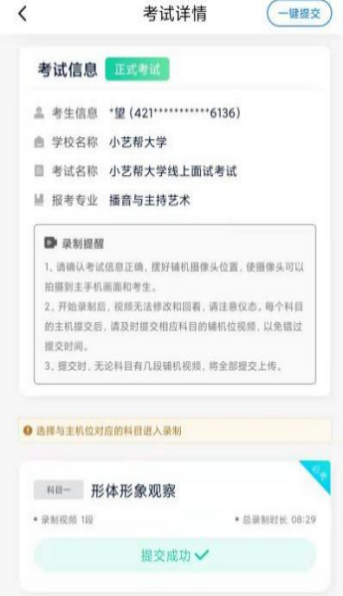 考试详情
一键提交
考试信息 正式考试
考生信息 *望 (421***********6136)
学校名称 小艺帮大学
考试名称 小艺帮大学线上面试考试
报考专业 播音与主持艺术
录制提醒
1、请确认考试信息正确，摆好辅机摄像头位置，使摄像头可以
拍摄到主手机画面和考生。
2、开始录制后，视频无法修改和回看，请注意仪态。每个科目
的主机提交后，请及时提交相应科目的辅机位视频，以免错过
提交时间。
3、提交时，无论科目有几段辅机视频，将全部提交上传。
选择与主机位对应的科目进入录制
科目一 形体形象观察
• 录制视频 1段
• 总录制时长 08:29
提交成功